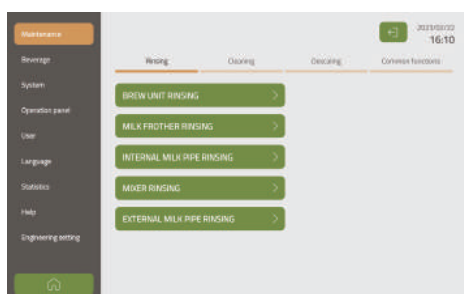 Maintenance
Beverage
System
Operation panel
User
Language
Statistics
Help
Engineering setting
16:10
Rinsing
Cleaning
Descaling
Common functions
BREW UNIT RINSING
MILK FROTHER RINSING
INTERNAL MILK PIPE RINSING
MIXER RINSING
EXTERNAL MILK PIPE RINSING